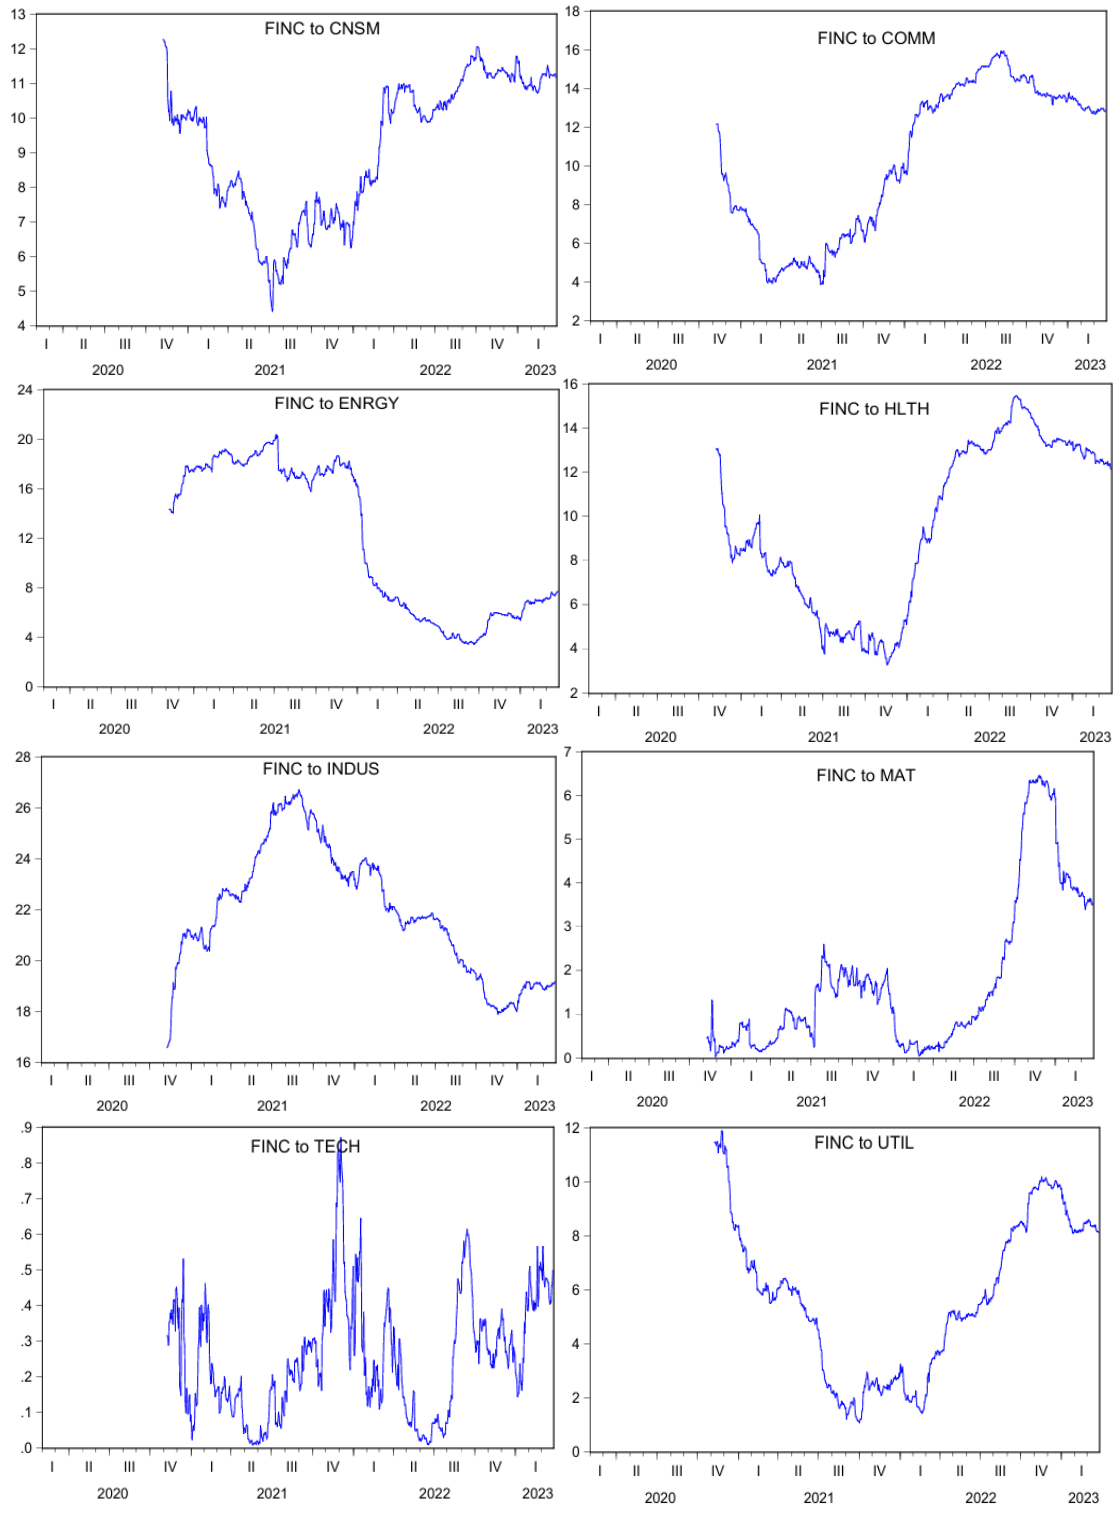 FINC to CNSM
13
12
11
10
9
8
7
6
5
4
I II III IV I II III IV I II III IV I
2020 2021 2022 2023
FINC to COMM
18
16
14
12
10
8
6
4
2
I II III IV I II III IV I II III IV I
2020 2021 2022 2023
FINC to ENRGY
24
20
16
12
8
4
0
I II III IV I II III IV I II III IV I
2020 2021 2022 2023
FINC to HLTH
16
14
12
10
8
6
4
2
I II III IV I II III IV I II III IV I
2020 2021 2022 2023
FINC to INDUS
28
26
24
22
20
18
16
I II III IV I II III IV I II III IV I
2020 2021 2022 2023
FINC to MAT
7
6
5
4
3
2
1
0
I II III IV I II III IV I II III IV I
2020 2021 2022 2023
FINC to TECH
.9
.8
.7
.6
.5
.4
.3
.2
.1
.0
I II III IV I II III IV I II III IV I
2020 2021 2022 2023
FINC to UTIL
12
10
8
6
4
2
0
I II III IV I II III IV I II III IV I
2020 2021 2022 2023